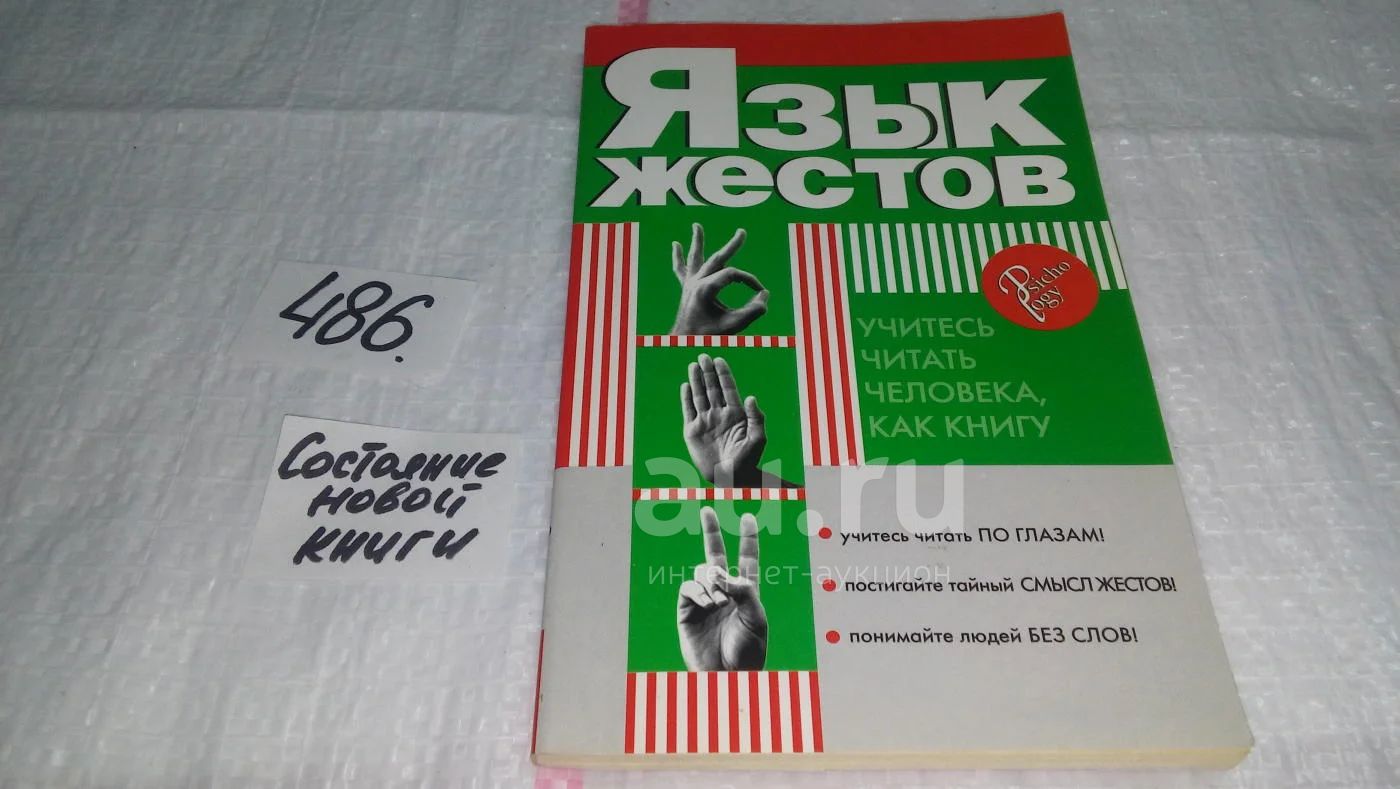 Язык
жестов
Psicho
logy
УЧИТЕСЬ
ЧИТАТЬ
ЧЕЛОВЕКА,
КАК КНИГУ
486.
Состояние
новой
книги
au.ru
интернет-аукцион
учитесь читать ПО ГЛАЗАМ!
постигайте тайный СМЫСЛ ЖЕСТОВ!
понимайте людей БЕЗ СЛОВ!